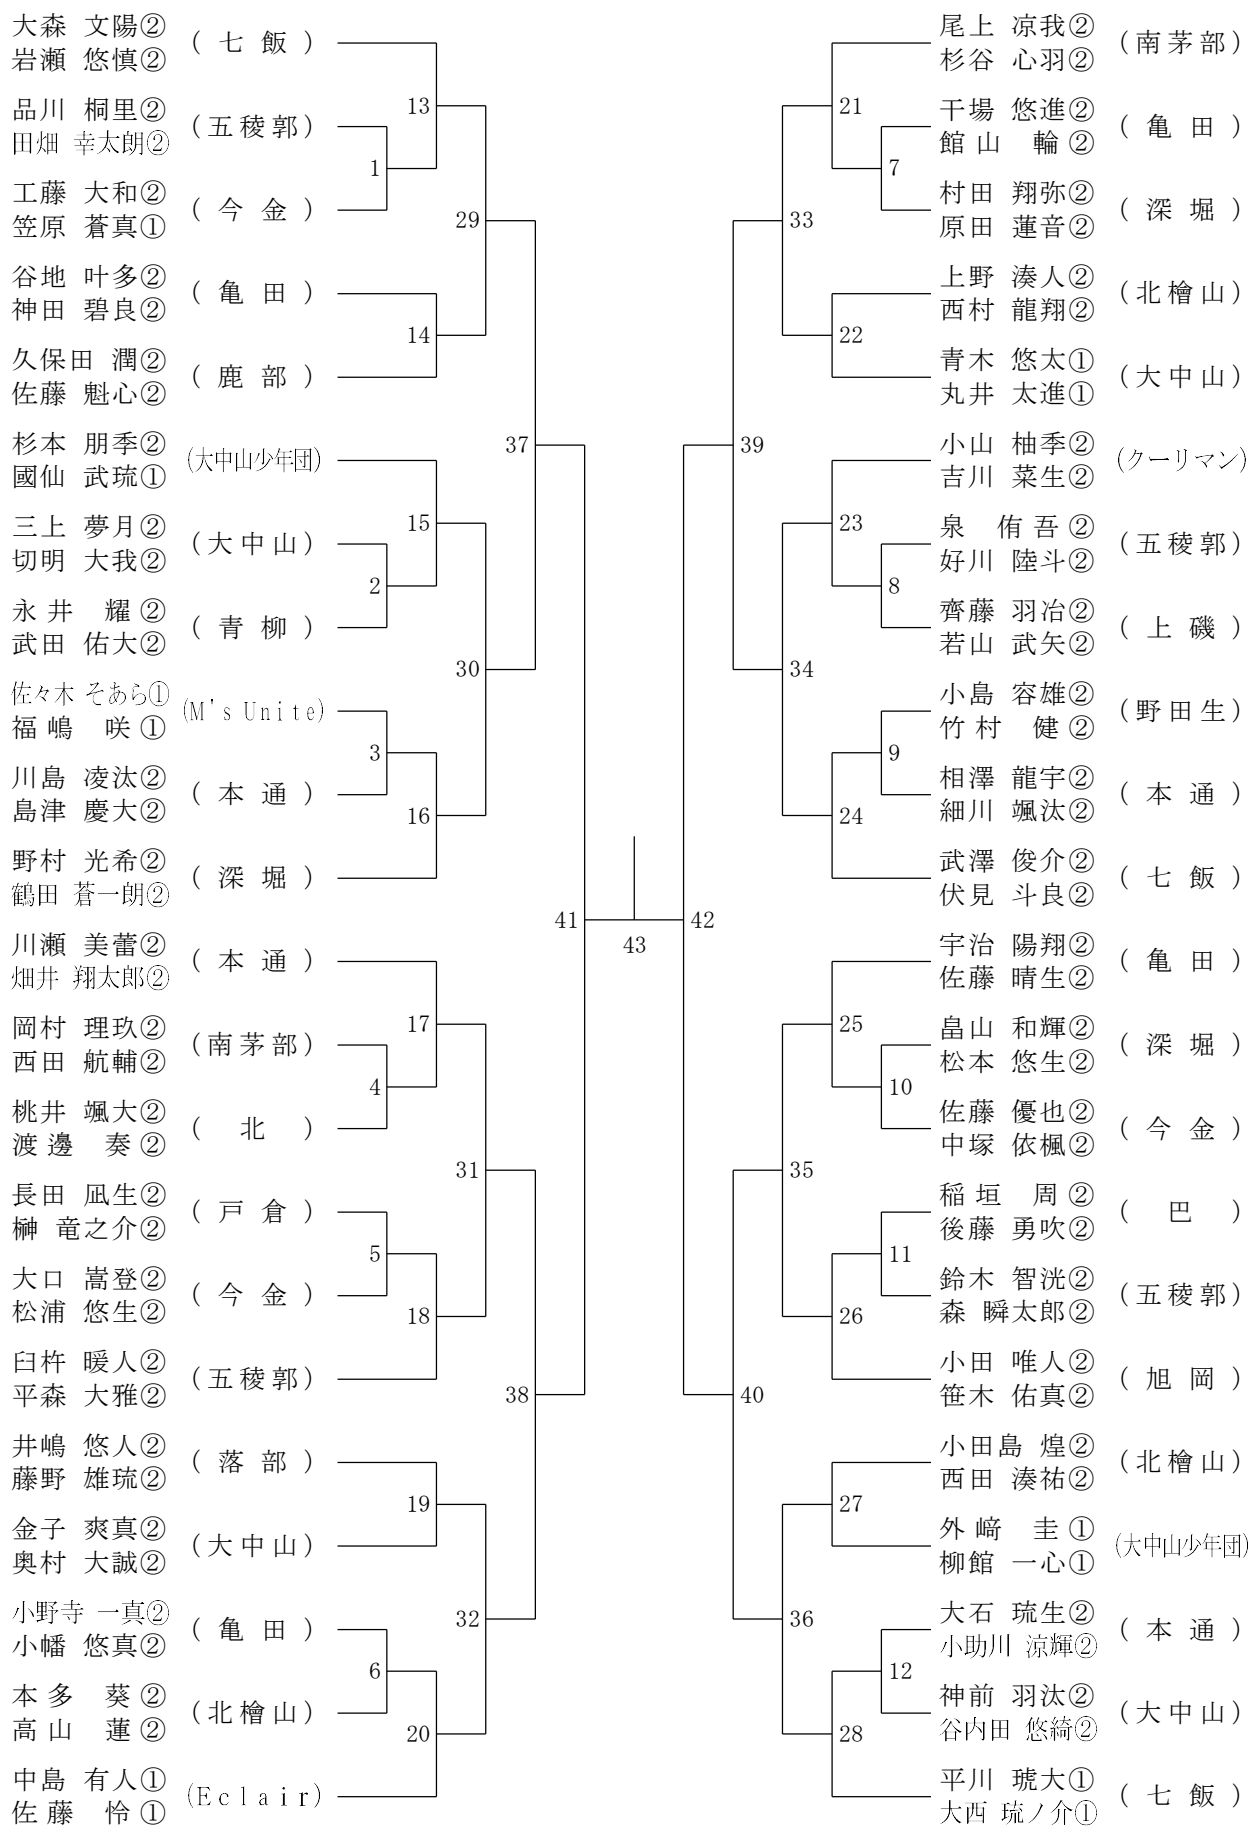 大森 文陽②
岩瀬 悠慎②
(七飯)
品川 桐里②
田畑 幸太朗②
(五稜郭)
工藤 大和②
笠原 蒼真①
(今金)
谷地 叶多②
神田 碧良②
(亀田)
久保田 潤②
佐藤 魁心②
(鹿部)
杉本 朋季②
國仙 武琉①
(大中山少年団)
三上 夢月②
切明 大我②
(大中山)
永井 耀②
武田 佑大②
(青柳)
佐々木 そあら①
福嶋 咲①
(M's Unite)
川島 凌汰②
島津 慶大②
(本通)
野村 光希②
鶴田 蒼一朗②
(深堀)
川瀬 美蕾②
畑井 翔太郎②
(本通)
岡村 理玖②
西田 航輔②
(南茅部)
桃井 颯大②
渡邊 奏②
(北)
長田 凪生②
榊 竜之介②
(戸倉)
大口 嵩登②
松浦 悠生②
(今金)
臼杵 暖人②
平森 大雅②
(五稜郭)
井嶋 悠人②
藤野 雄琉②
(落部)
金子 爽真②
奥村 大誠②
(大中山)
小野寺 一真②
小幡 悠真②
(亀田)
本多 葵②
高山 蓮②
(北檜山)
中島 有人①
佐藤 怜①
(Eclair)
1
2
3
4
5
6
13
14
15
16
17
18
19
20
29
30
31
32
37
38
41
43
42
39
40
33
34
35
36
21
22
23
24
25
26
27
28
7
8
9
10
11
12
尾上 凉我②
杉谷 心羽②
(南茅部)
干場 悠進②
館山 輪②
(亀田)
村田 翔弥②
原田 蓮音②
(深堀)
上野 湊人②
西村 龍翔②
(北檜山)
青木 悠太①
丸井 太進①
(大中山)
小山 柚季②
吉川 菜生②
(クーリマン)
泉 侑吾②
好川 陸斗②
(五稜郭)
齊藤 羽冶②
若山 武矢②
(上磯)
小島 容雄②
竹村 健②
(野田生)
相澤 龍宇②
細川 颯汰②
(本通)
武澤 俊介②
伏見 斗良②
(七飯)
宇治 陽翔②
佐藤 晴生②
(亀田)
畠山 和輝②
松本 悠生②
(深堀)
佐藤 優也②
中塚 依楓②
(今金)
稲垣 周②
後藤 勇吹②
(巴)
鈴木 智洸②
森 瞬太郎②
(五稜郭)
小田 唯人②
笹木 佑真②
(旭岡)
小田島 煌②
西田 湊祐②
(北檜山)
外﨑 圭①
柳館 一心①
(大中山少年団)
大石 琉生②
小助川 涼輝②
(本通)
神前 羽汰②
谷内田 悠綺②
(大中山)
平川 琥大①
大西 琉ノ介①
(七飯)